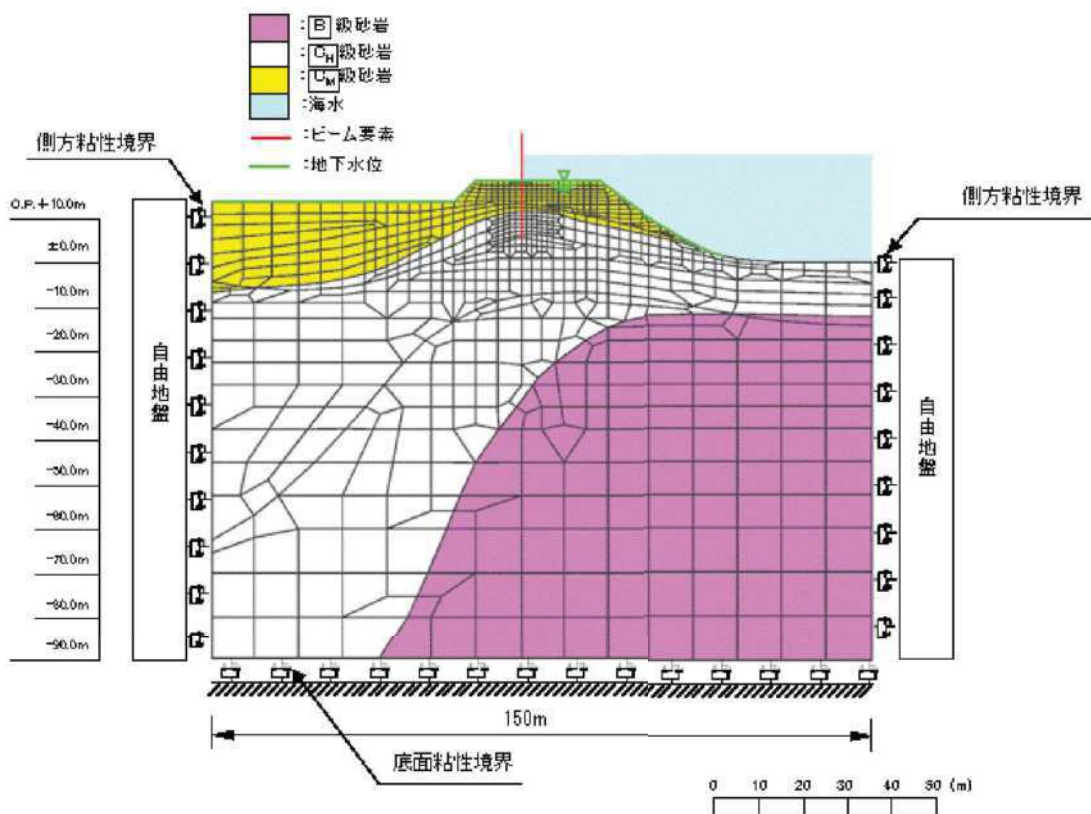 :B級砂岩
:CH級砂岩
:CM級砂岩
:海水
:ビーム要素
:地下水位
側方粘性境界
側方粘性境界
O.P.+10.0m
±0.0m
-10.0m
-20.0m
-30.0m
-40.0m
-50.0m
-60.0m
-70.0m
-80.0m
-90.0m
自由地盤
自由地盤
150m
底面粘性境界
0 10 20 30 40 50 (m)